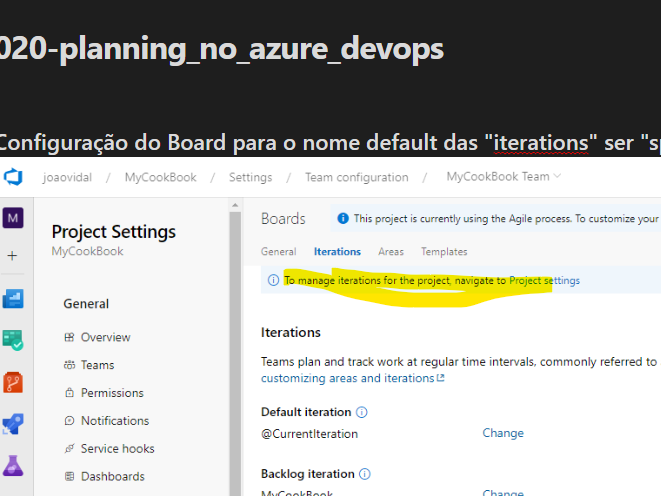 020-planning_no_azure_devops
Configuração do Board para o nome default das "iterations" ser "sp
joaovidal / MyCookBook / Settings / Team configuration / MyCookBook Team
M
Project Settings
MyCookBook
General
Overview
Teams
Permissions
Notifications
Service hooks
Dashboards
Boards
This project is currently using the Agile process. To customize your
General Iterations Areas Templates
To manage iterations for the project, navigate to Project settings
Iterations
Teams plan and track work at regular time intervals, commonly referred to
customizing areas and iterations
Default iteration
@CurrentIteration Change
Backlog iteration
MyCookBook Change